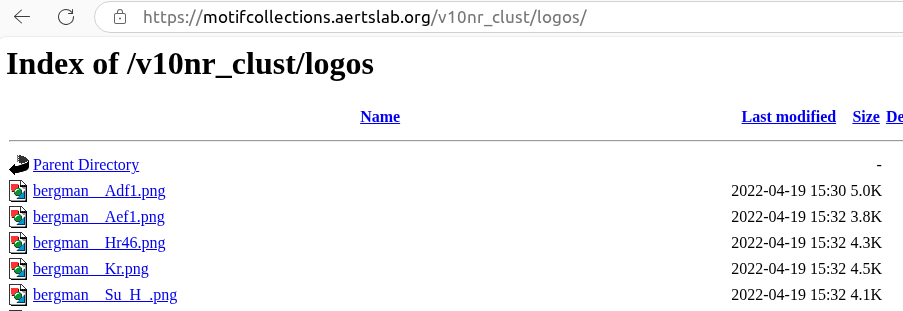 https://motifcollections.aertslab.org/v10nr_clust/logos/
Index of /v10nr_clust/logos
Name Last modified Size De
Parent Directory -
bergman__Adf1.png 2022-04-19 15:30 5.0K
bergman__Aef1.png 2022-04-19 15:32 3.8K
bergman__Hr46.png 2022-04-19 15:32 4.3K
bergman__Kr.png 2022-04-19 15:32 4.5K
bergman__Su_H_.png 2022-04-19 15:32 4.1K